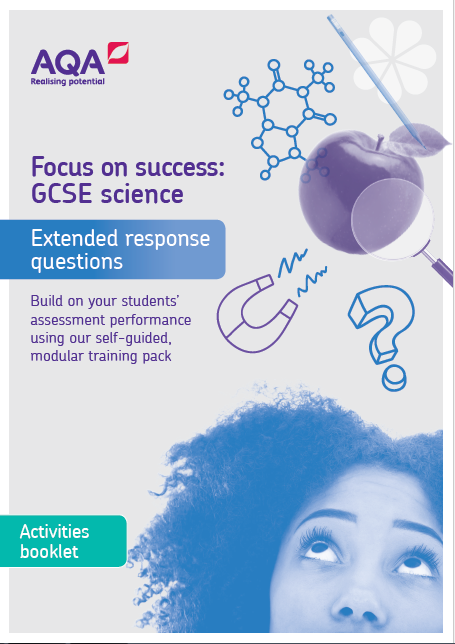 AQA
Realising potential
Focus on success:
GCSE science
Extended response
questions
Build on your students’
assessment performance
using our self-guided,
modular training pack
Activities
booklet